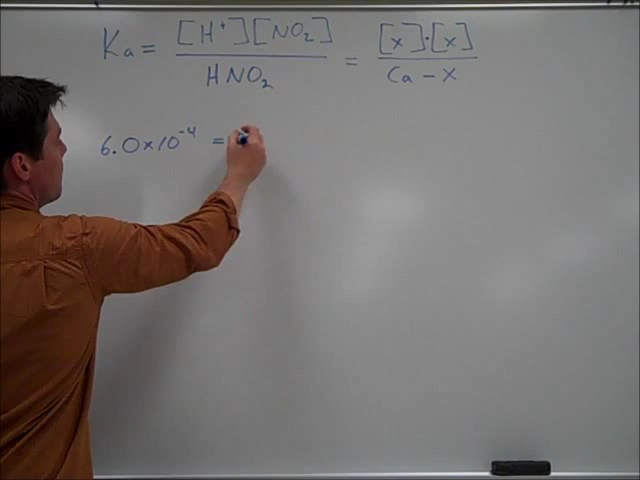 Ka = [H⁺][NO₂] / HNO₂ = [x]·[x] / Ca - x
6.0 x 10⁻⁴ =